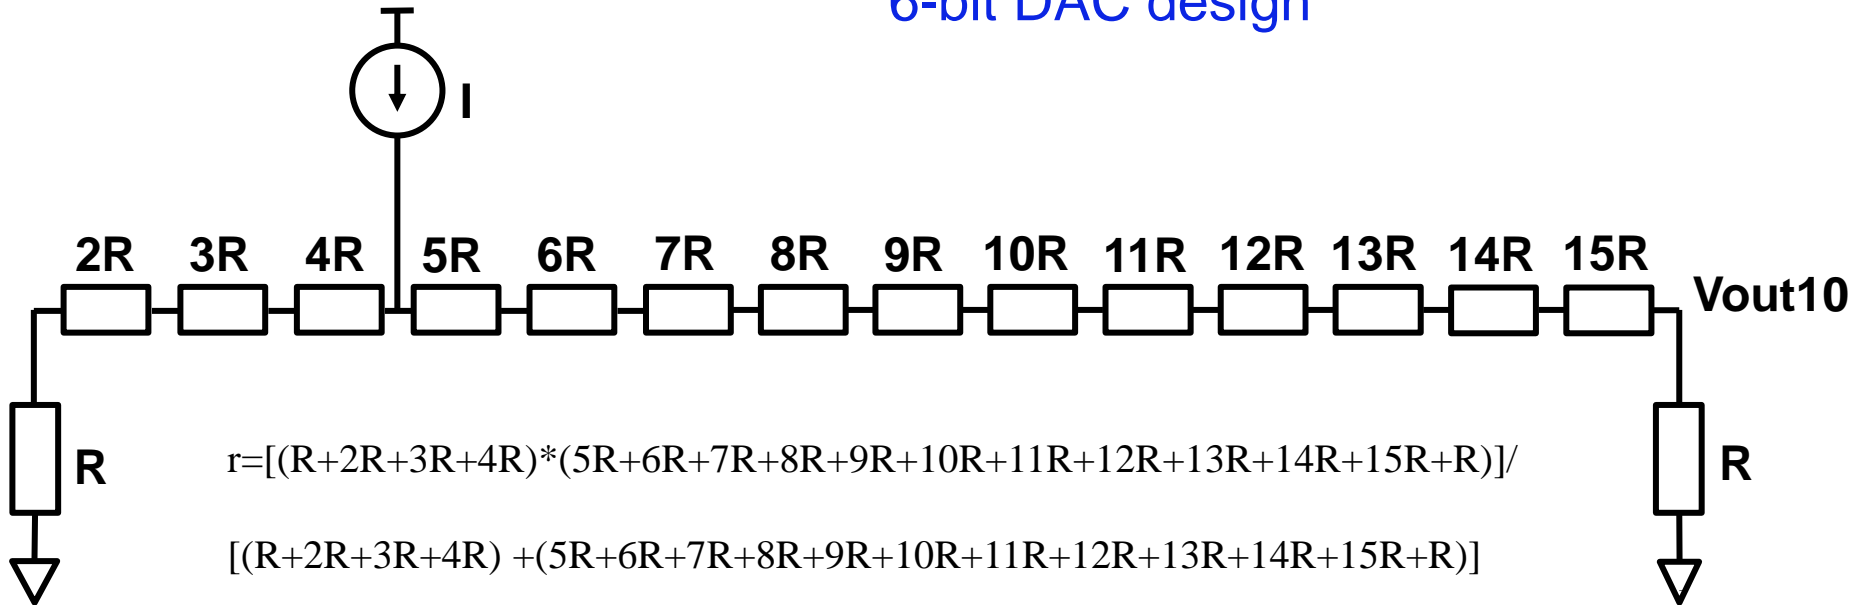 6-bit DAC design
I
2R 3R 4R 5R 6R 7R 8R 9R 10R 11R 12R 13R 14R 15R
Vout10
R
r=[(R+2R+3R+4R)*(5R+6R+7R+8R+9R+10R+11R+12R+13R+14R+15R+R)]/
R
[(R+2R+3R+4R) +(5R+6R+7R+8R+9R+10R+11R+12R+13R+14R+15R+R)]